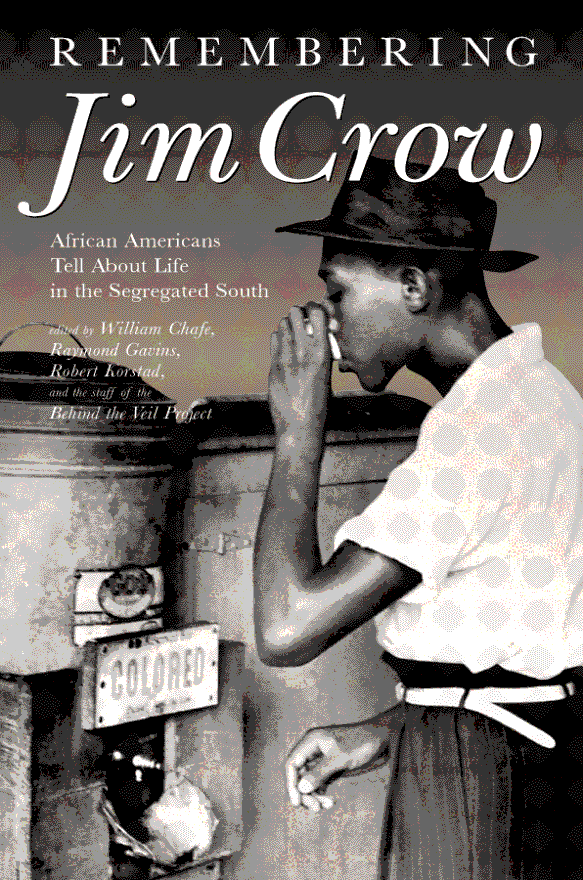 REMEMBERING
Jim Crow
African Americans
Tell About Life
in the Segregated South
edited by William Chafe,
Raymond Gavins,
Robert Korstad,
and the staff of the
Behind the Veil Project
COLORED